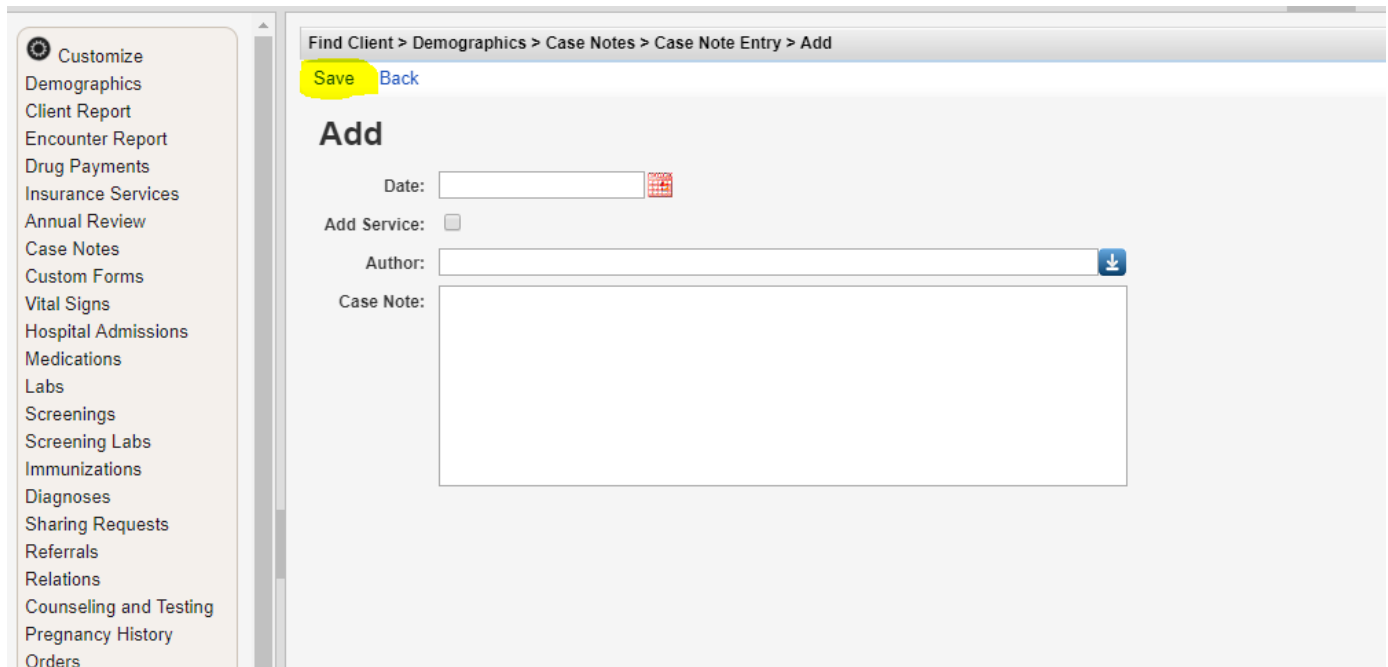 Customize
Demographics
Client Report
Encounter Report
Drug Payments
Insurance Services
Annual Review
Case Notes
Custom Forms
Vital Signs
Hospital Admissions
Medications
Labs
Screenings
Screening Labs
Immunizations
Diagnoses
Sharing Requests
Referrals
Relations
Counseling and Testing
Pregnancy History
Orders
Find Client > Demographics > Case Notes > Case Note Entry > Add
Save Back
Add
Date:
Add Service:
Author:
Case Note: